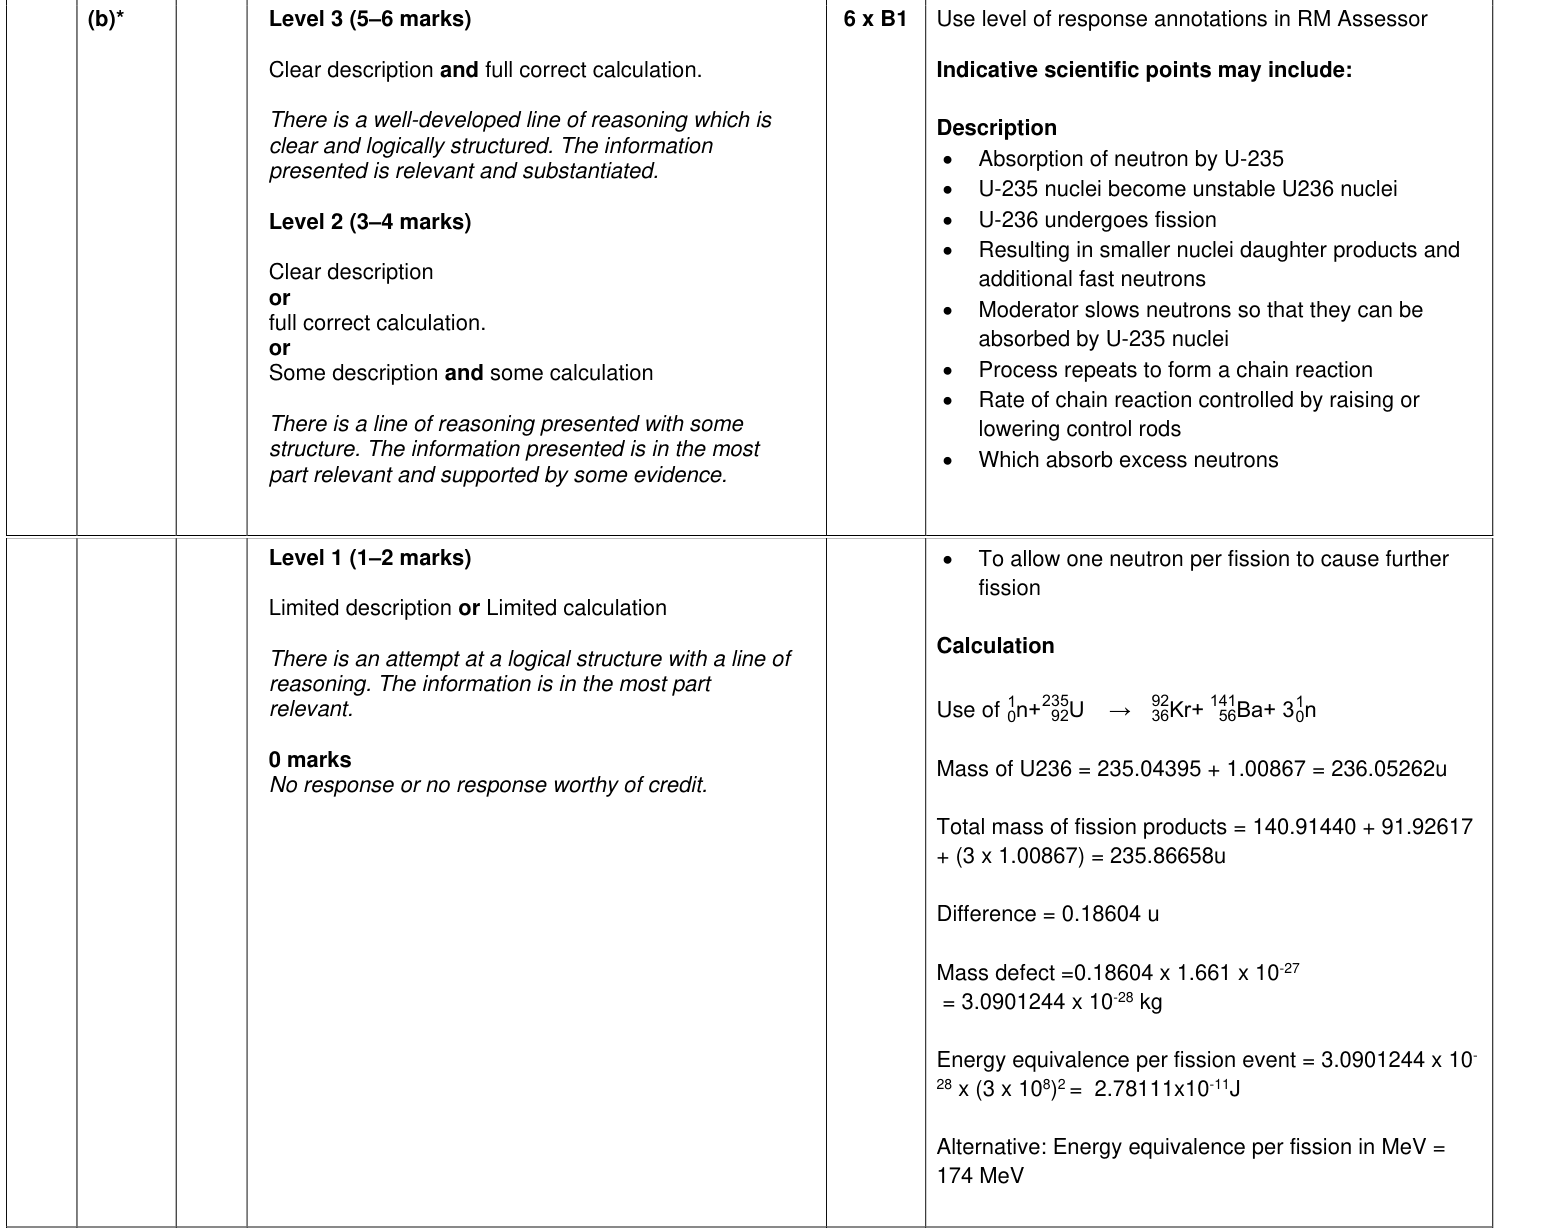 (b)*
Level 3 (5–6 marks)
Clear description and full correct calculation.
There is a well-developed line of reasoning which is
clear and logically structured. The information
presented is relevant and substantiated.
Level 2 (3–4 marks)
Clear description
or
full correct calculation.
or
Some description and some calculation
There is a line of reasoning presented with some
structure. The information presented is in the most
part relevant and supported by some evidence.
6 x B1
Use level of response annotations in RM Assessor
Indicative scientific points may include:
Description
• Absorption of neutron by U-235
• U-235 nuclei become unstable U236 nuclei
• U-236 undergoes fission
• Resulting in smaller nuclei daughter products and
additional fast neutrons
• Moderator slows neutrons so that they can be
absorbed by U-235 nuclei
• Process repeats to form a chain reaction
• Rate of chain reaction controlled by raising or
lowering control rods
• Which absorb excess neutrons
Level 1 (1–2 marks)
Limited description or Limited calculation
There is an attempt at a logical structure with a line of
reasoning. The information is in the most part
relevant.
0 marks
No response or no response worthy of credit.
• To allow one neutron per fission to cause further
fission
Calculation
Use of ¹₀n+²³⁵₉₂U → ⁹²₃₆Kr+ ¹⁴¹₅₆Ba+ 3¹₀n
Mass of U236 = 235.04395 + 1.00867 = 236.05262u
Total mass of fission products = 140.91440 + 91.92617
+ (3 x 1.00867) = 235.86658u
Difference = 0.18604 u
Mass defect =0.18604 x 1.661 x 10⁻²⁷
= 3.0901244 x 10⁻²⁸ kg
Energy equivalence per fission event = 3.0901244 x 10⁻
²⁸ x (3 x 10⁸)² = 2.78111x10⁻¹¹J
Alternative: Energy equivalence per fission in MeV =
174 MeV